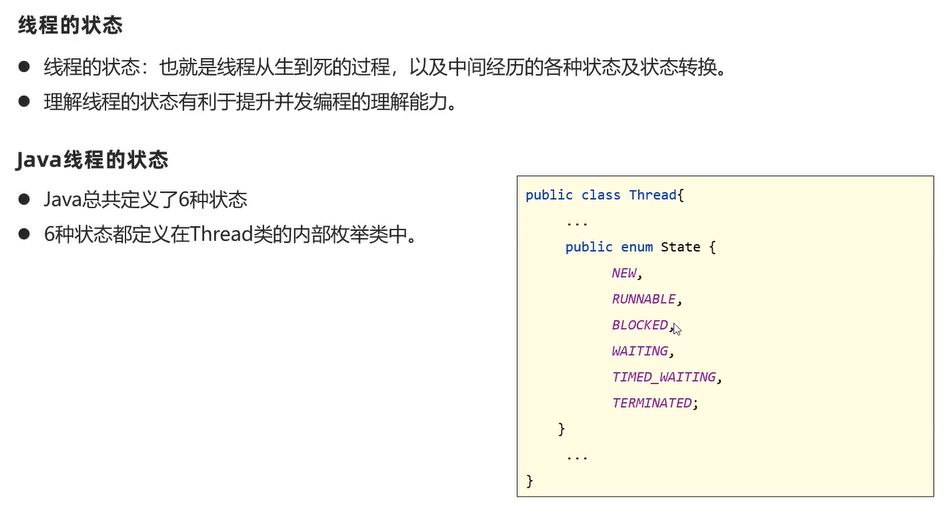 线程的状态
● 线程的状态：也就是线程从生到死的过程，以及中间经历的各种状态及状态转换。
● 理解线程的状态有利于提升并发编程的理解能力。
Java线程的状态
● Java总共定义了6种状态
● 6种状态都定义在Thread类的内部枚举类中。
public class Thread{
...
public enum State {
NEW,
RUNNABLE,
BLOCKED,
WAITING,
TIMED_WAITING,
TERMINATED;
}
...
}